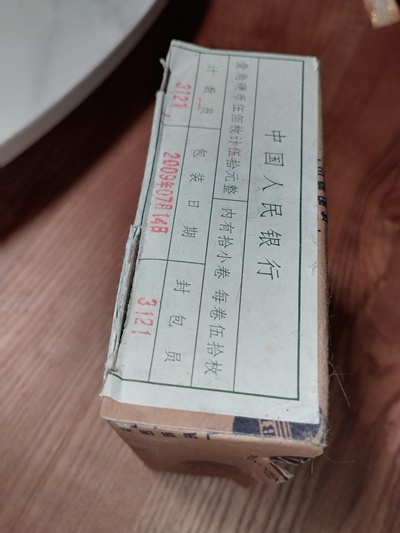 中国人民银行
壹角硬币伍佰枚计伍拾元整 内有拾小卷 每卷伍拾枚
计数员 包装日期 封包员
3121 2009年07月14日 3121